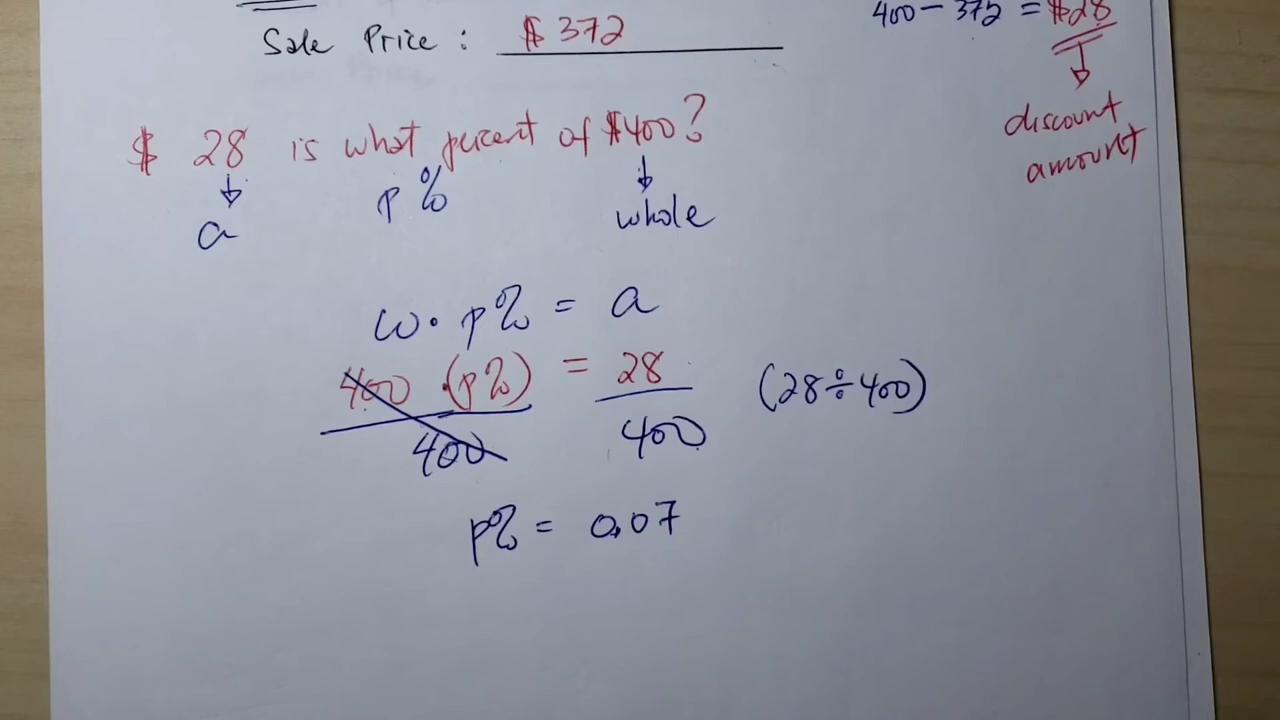 400 - 372 = $28
Sale Price : $ 372
discount
amount
$ 28 is what percent of $400?
a p% whole
w • p% = a
400 • (p%) = 28 (28÷400)
400 400
p% = 0.07